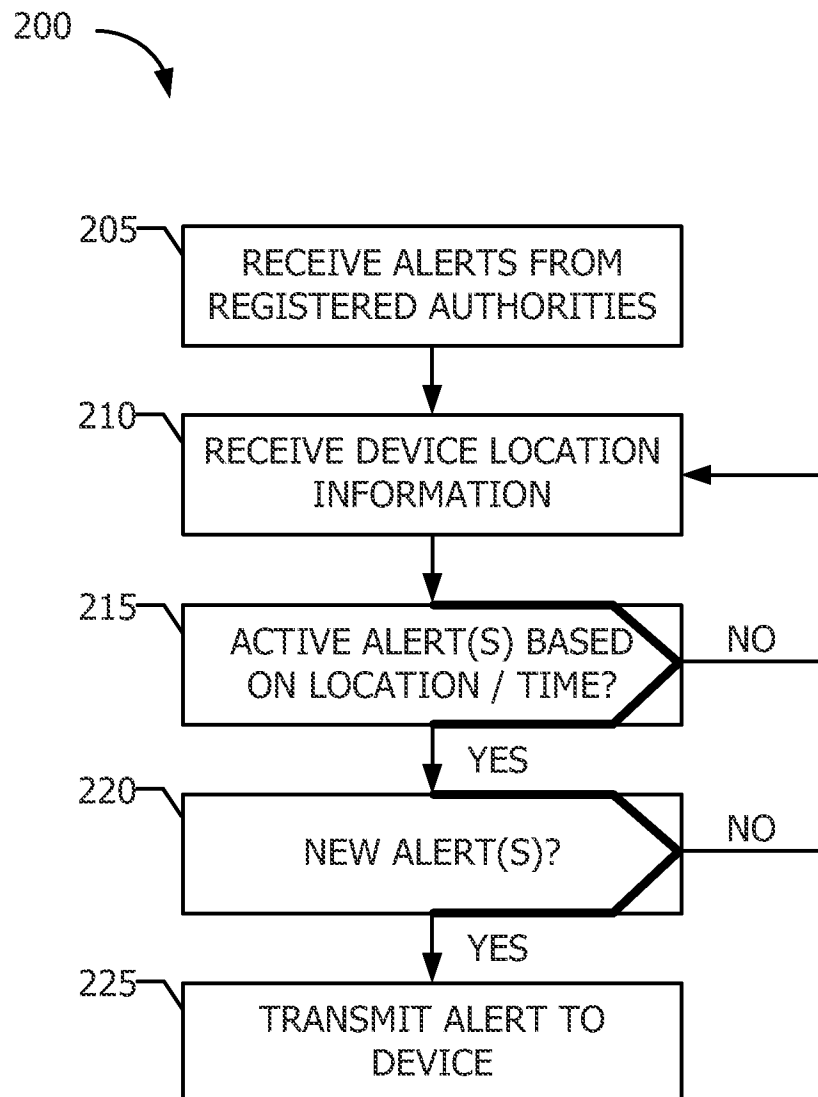 200
205
RECEIVE ALERTS FROM
REGISTERED AUTHORITIES
210
RECEIVE DEVICE LOCATION
INFORMATION
215
ACTIVE ALERT(S) BASED
ON LOCATION / TIME?
NO
YES
220
NEW ALERT(S)?
NO
YES
225
TRANSMIT ALERT TO
DEVICE